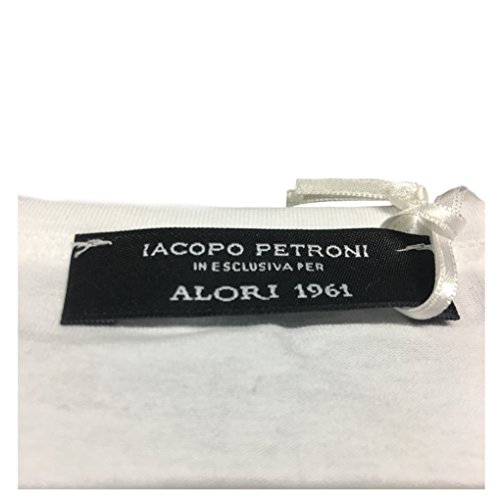 IACOPO PETRONI
IN ESCLUSIVA PER
ALORI 1961